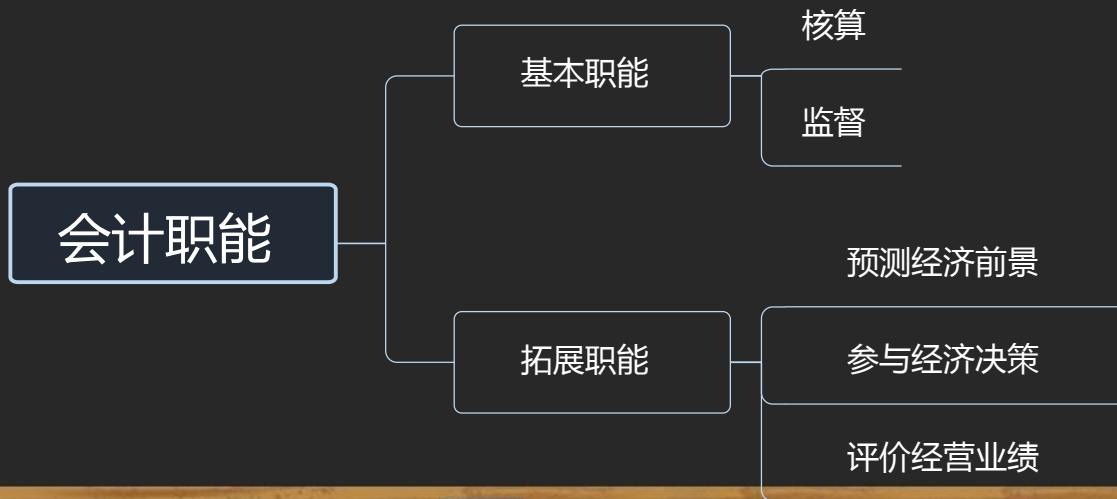 会计职能
基本职能
核算
监督
拓展职能
预测经济前景
参与经济决策
评价经营业绩